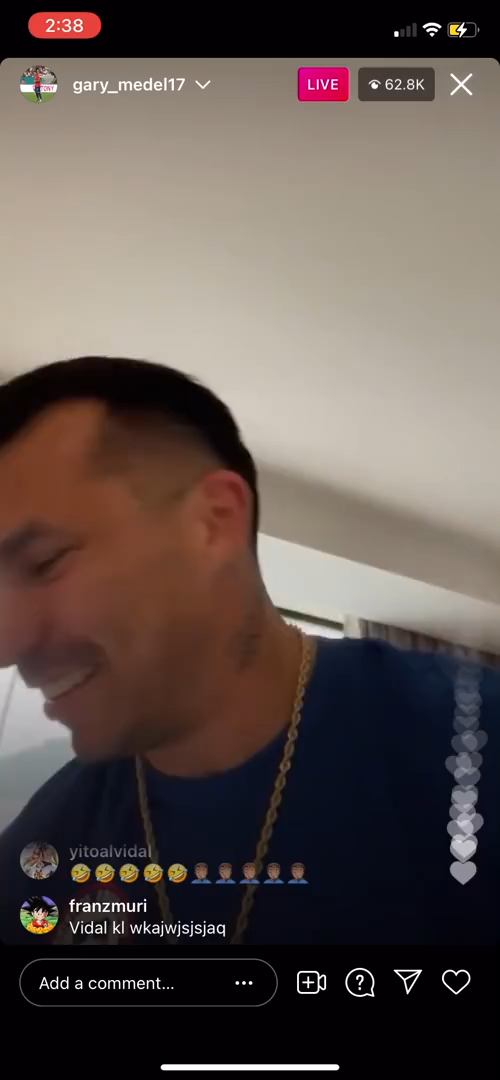 2:38
gary_medel17
LIVE
62.8K
yitoalvidal
🤣🤣🤣🤣🤣🤦🏽‍♂️🤦🏽‍♂️🤦🏽‍♂️🤦🏽‍♂️🤦🏽‍♂️
franzmuri
Vidal kl wkajwjsjsjaq
Add a comment...